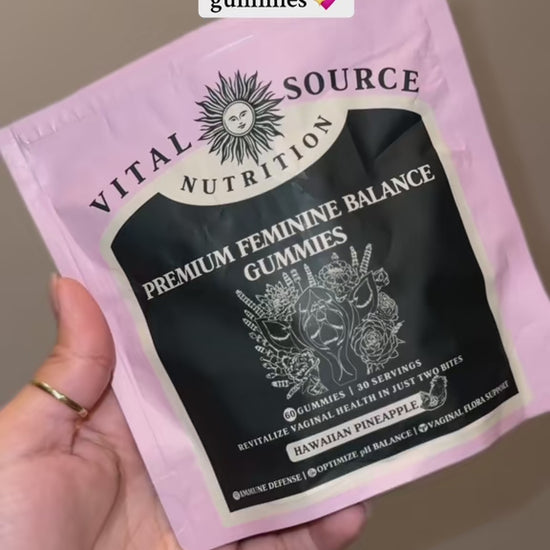 gummies 💝
VITAL SOURCE
NUTRITION
PREMIUM FEMININE BALANCE
GUMMIES
60 GUMMIES | 30 SERVINGS
REVITALIZE VAGINAL HEALTH IN JUST TWO BITES
HAWAIIAN PINEAPPLE
IMMUNE DEFENSE | OPTIMIZE pH BALANCE | VAGINAL FLORA SUPPORT